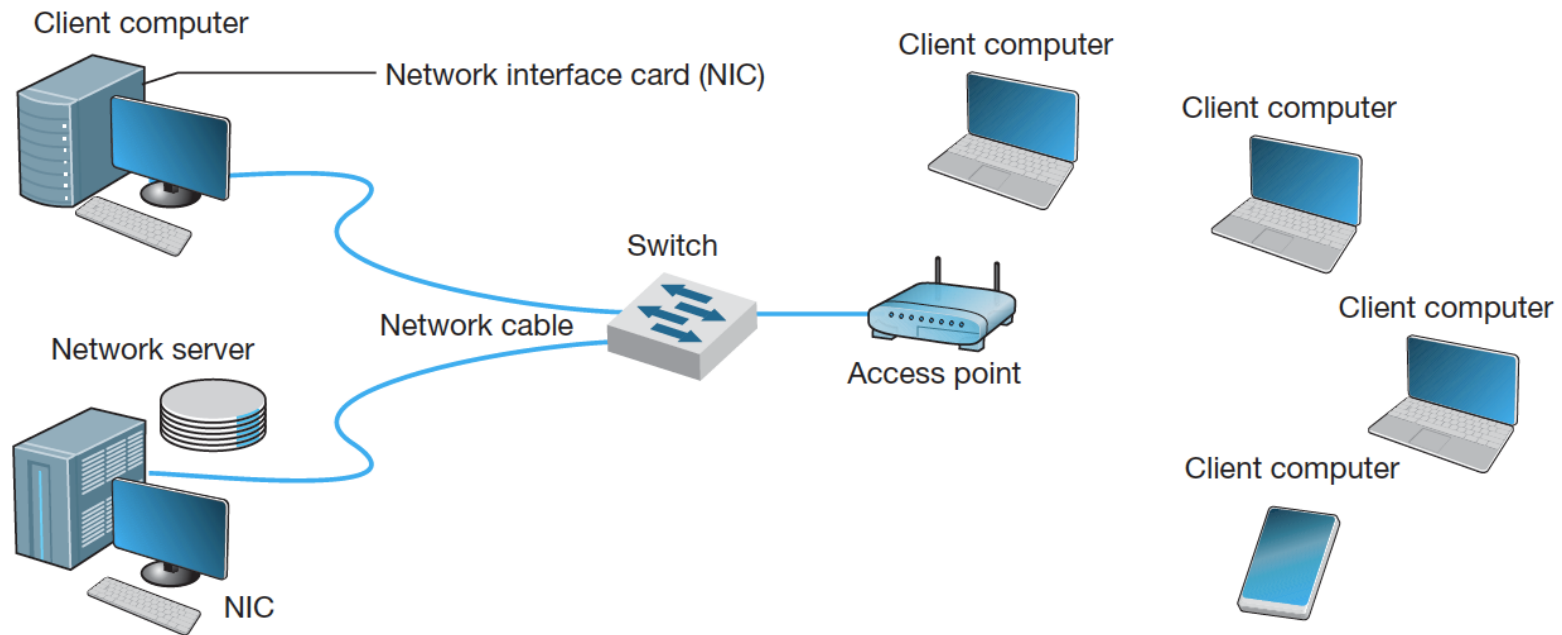 Client computer
Network interface card (NIC)
Client computer
Client computer
Switch
Client computer
Network cable
Network server
Access point
Client computer
NIC